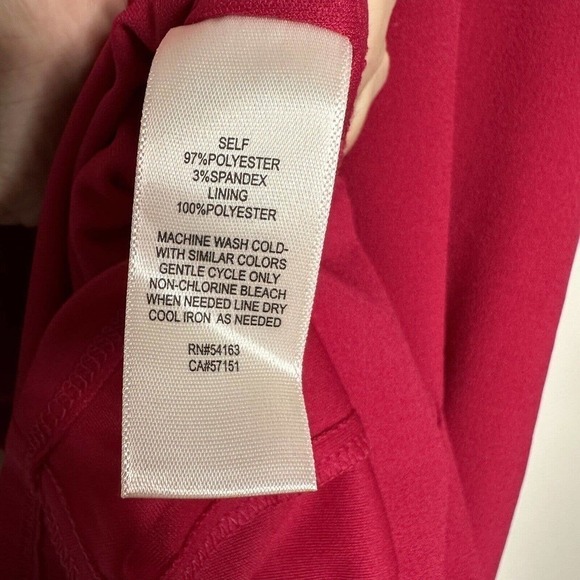 SELF
97%POLYESTER
3%SPANDEX
LINING
100%POLYESTER
MACHINE WASH COLD-
WITH SIMILAR COLORS
GENTLE CYCLE ONLY
NON-CHLORINE BLEACH
WHEN NEEDED LINE DRY
COOL IRON AS NEEDED
RN#54163
CA#57151